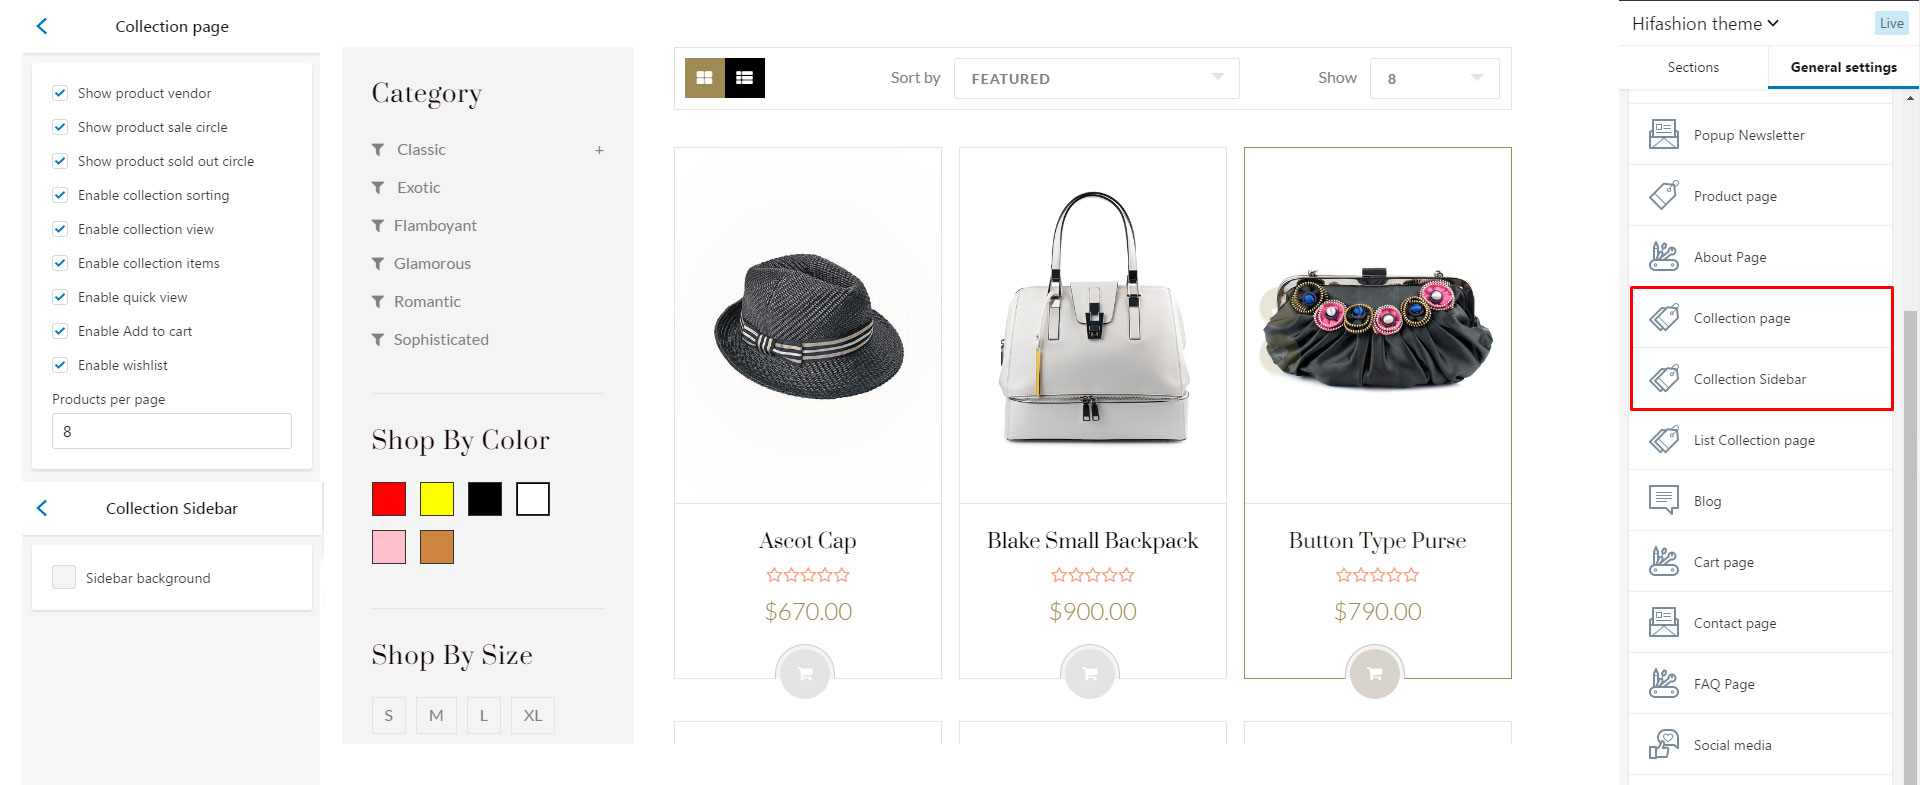 Collection page
Show product vendor
Show product sale circle
Show product sold out circle
Enable collection sorting
Enable collection view
Enable collection items
Enable quick view
Enable Add to cart
Enable wishlist
Products per page
8
Collection Sidebar
Sidebar background
Category
Classic +
Exotic
Flamboyant
Glamorous
Romantic
Sophisticated
Shop By Color
Shop By Size
S M L XL
Sort by FEATURED Show 8
Ascot Cap
$670.00
Blake Small Backpack
$900.00
Button Type Purse
$790.00
Hifashion theme Live
Sections General settings
Popup Newsletter
Product page
About Page
Collection page
Collection Sidebar
List Collection page
Blog
Cart page
Contact page
FAQ Page
Social media